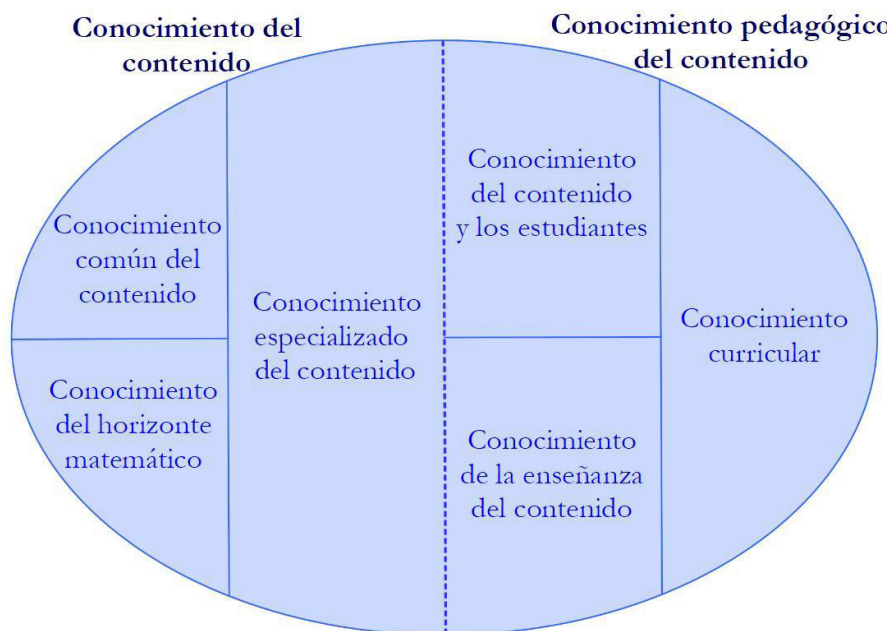 Conocimiento del
contenido
Conocimiento pedagógico
del contenido
Conocimiento
común del
contenido
Conocimiento
del horizonte
matemático
Conocimiento
especializado
del contenido
Conocimiento
del contenido
y los estudiantes
Conocimiento
de la enseñanza
del contenido
Conocimiento
curricular